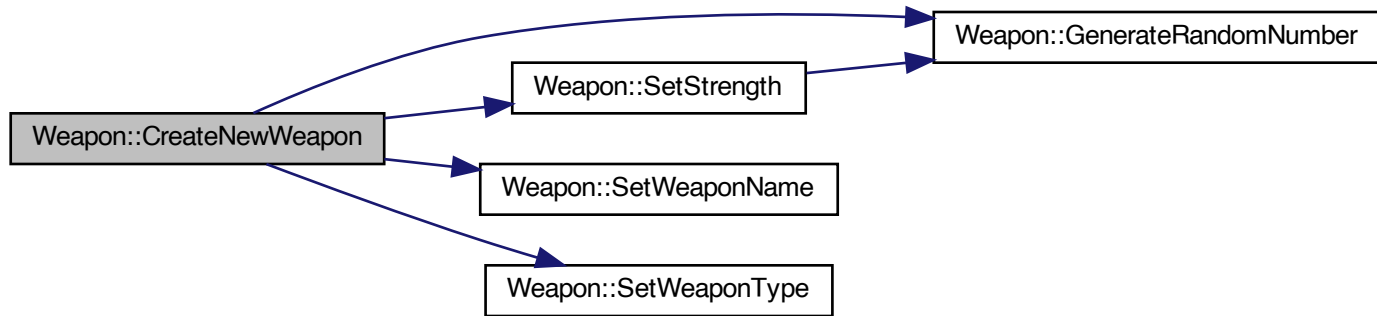 Weapon::GenerateRandomNumber
Weapon::SetStrength
Weapon::CreateNewWeapon
Weapon::SetWeaponName
Weapon::SetWeaponType